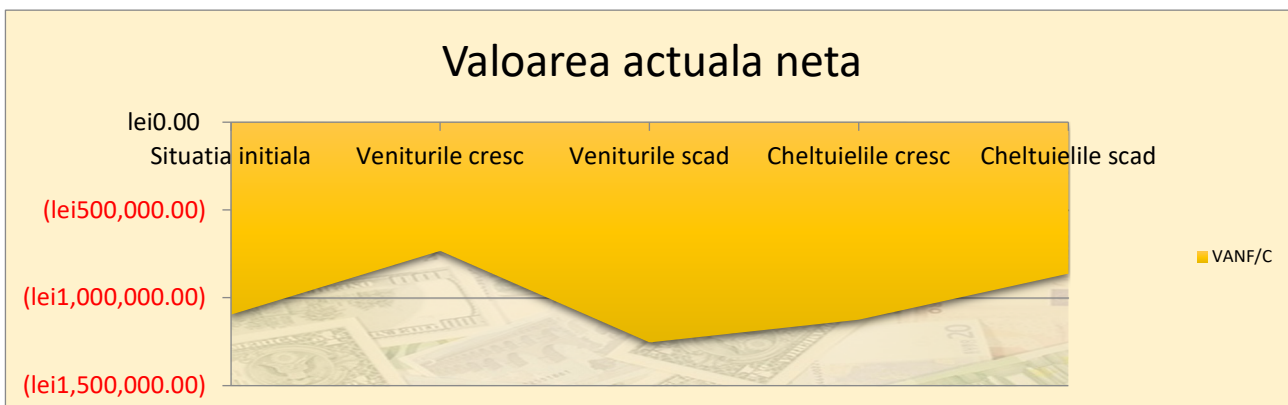 Valoarea actuala neta
lei0.00
Situatia initiala Veniturile cresc Veniturile scad Cheltuielile cresc Cheltuielile scad
(lei500,000.00)
VANF/C
(lei1,000,000.00)
(lei1,500,000.00)